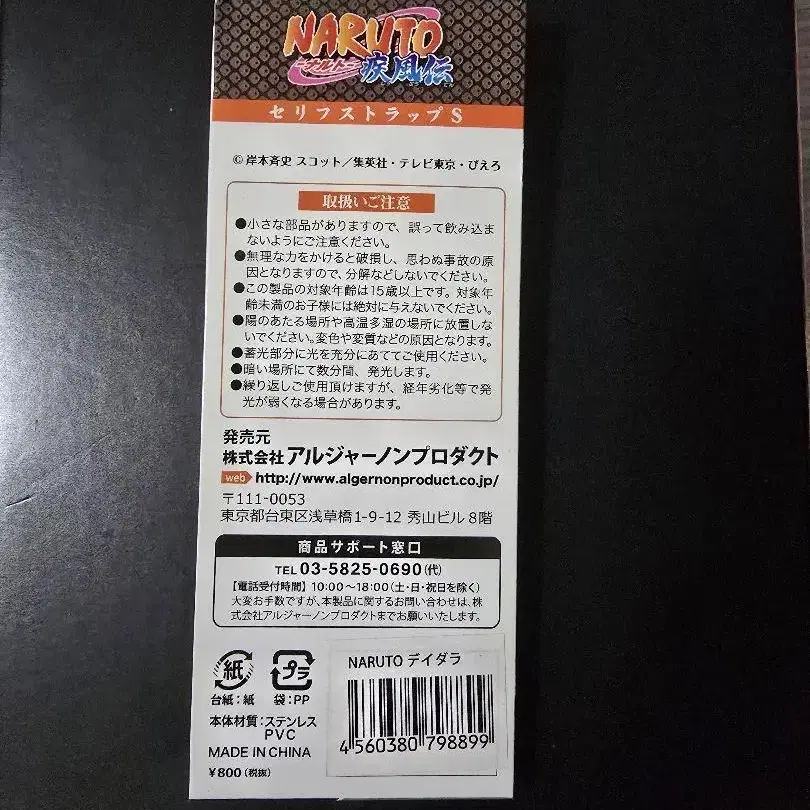 NARUTO
ーナルトー
疾風伝
セリフストラップS
© 岸本斉史 スコット／集英社・テレビ東京・ぴえろ
取扱いご注意
●小さな部品がありますので、誤って飲み込ま
ないようにご注意ください。
●無理な力をかけると破損し、思わぬ事故の原
因となりますので、分解などしないでください。
●この製品の対象年齢は15歳以上です。対象年
齢未満のお子様には絶対に与えないでください。
●陽のあたる場所や高温多湿の場所に放置しな
いでください。変色や変質などの原因となります。
●蓄光部分に光を充分にあててご使用ください。
●暗い場所にて数分間、発光します。
●繰り返しご使用頂けますが、経年劣化等で発
光が弱くなる場合があります。
発売元
株式会社 アルジャーノンプロダクト
web http://www.algernonproduct.co.jp/
〒111-0053
東京都台東区浅草橋1-9-12 秀山ビル8階
商品サポート窓口
TEL 03-5825-0690(代)
【電話受付時間】10:00～18:00(土・日・祝日を除く)
大変お手数ですが、本製品に関するお問い合わせは、株
式会社アルジャーノンプロダクトまでお願いいたします。
紙 プラ
台紙：紙 袋：PP
本体材質：ステンレス
PVC
MADE IN CHINA
¥800(税抜)
NARUTO デイダラ
4 560380 798899